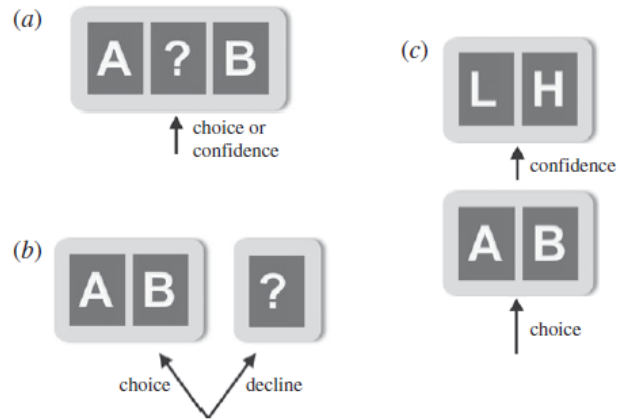 (a)
A ? B
choice or
confidence
(b)
A B ?
choice decline
(c)
L H
confidence
A B
choice